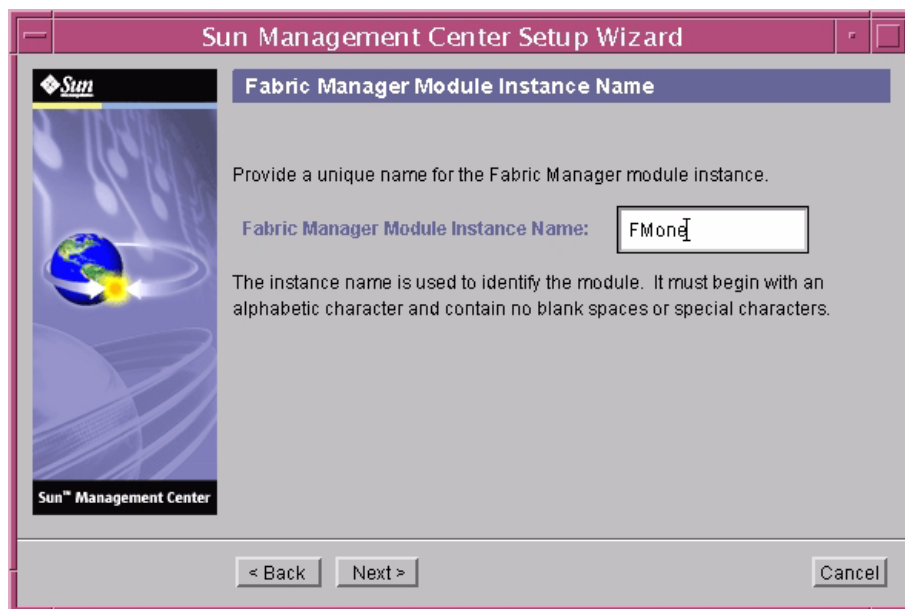 Sun Management Center Setup Wizard
Sun
Fabric Manager Module Instance Name
Provide a unique name for the Fabric Manager module instance.
Fabric Manager Module Instance Name: FMone
The instance name is used to identify the module. It must begin with an
alphabetic character and contain no blank spaces or special characters.
Sun™ Management Center
< Back Next > Cancel